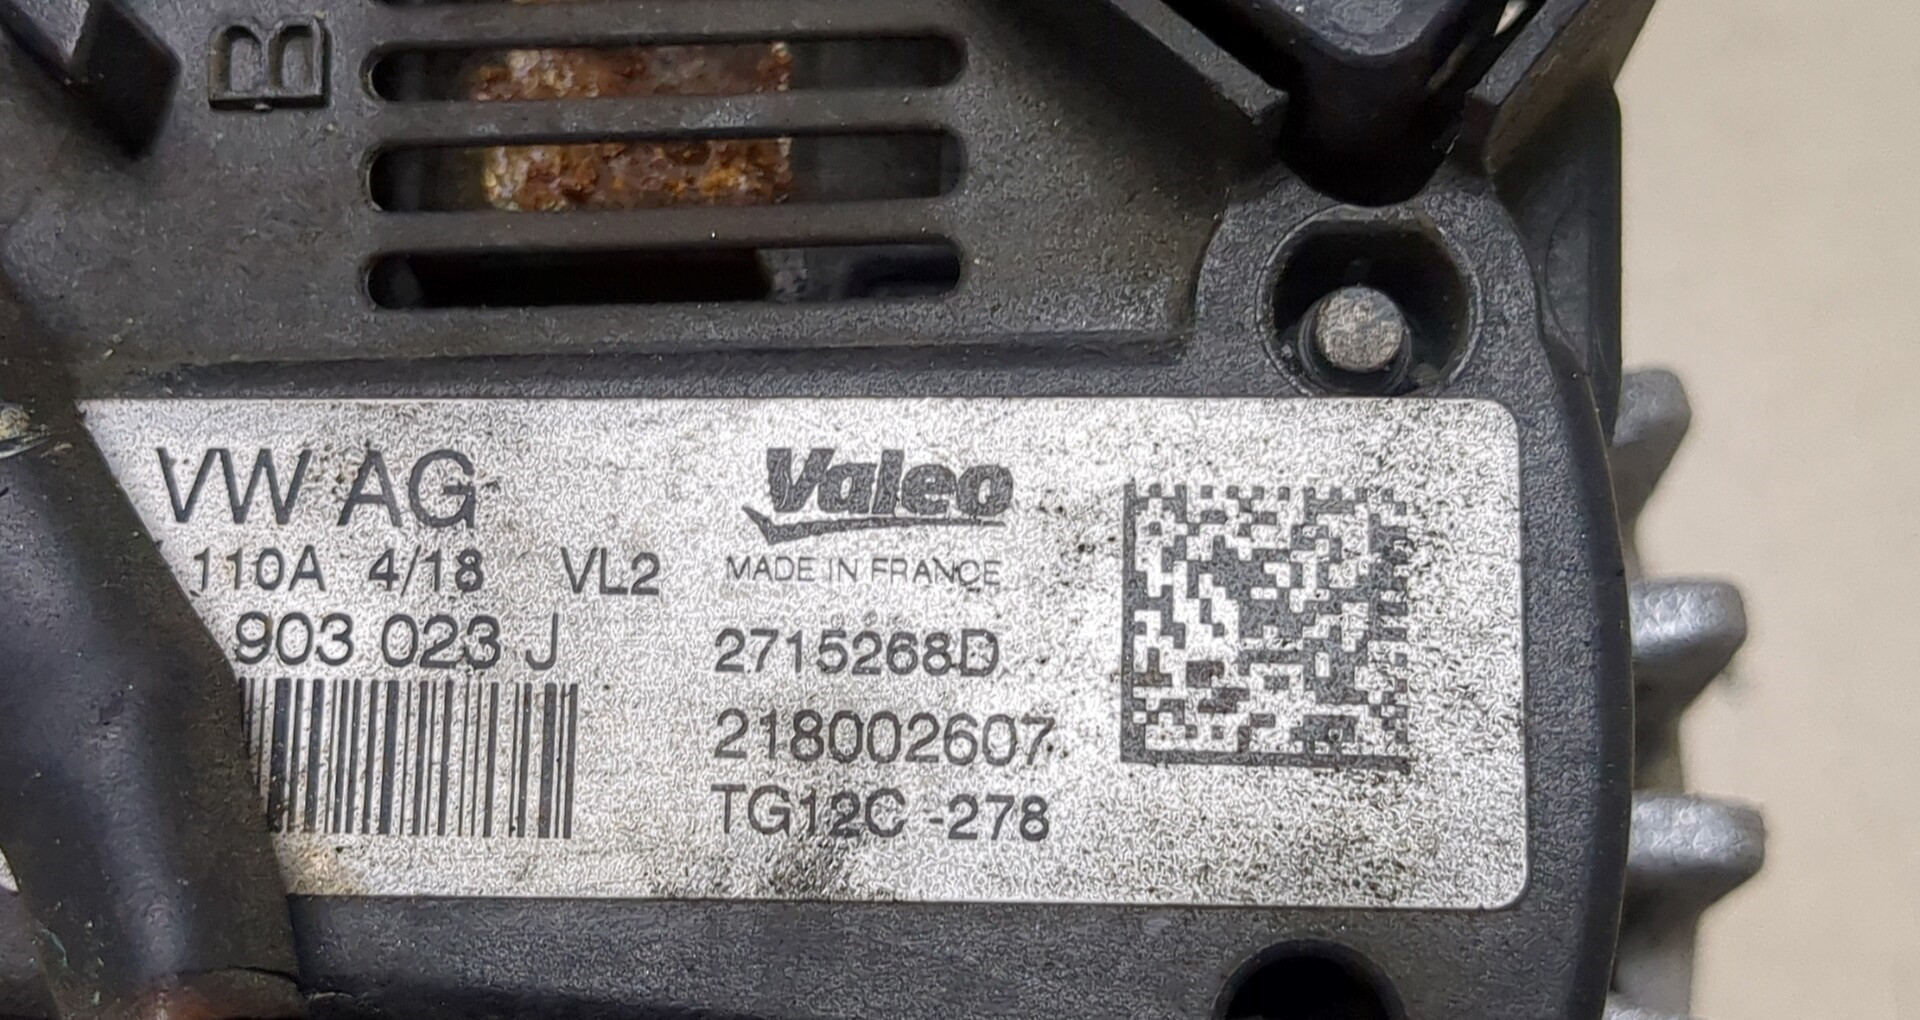 B
VW AG
110A 4/18 VL2
903 023 J
Valeo
MADE IN FRANCE
2715268D
218002607
TG12C -278